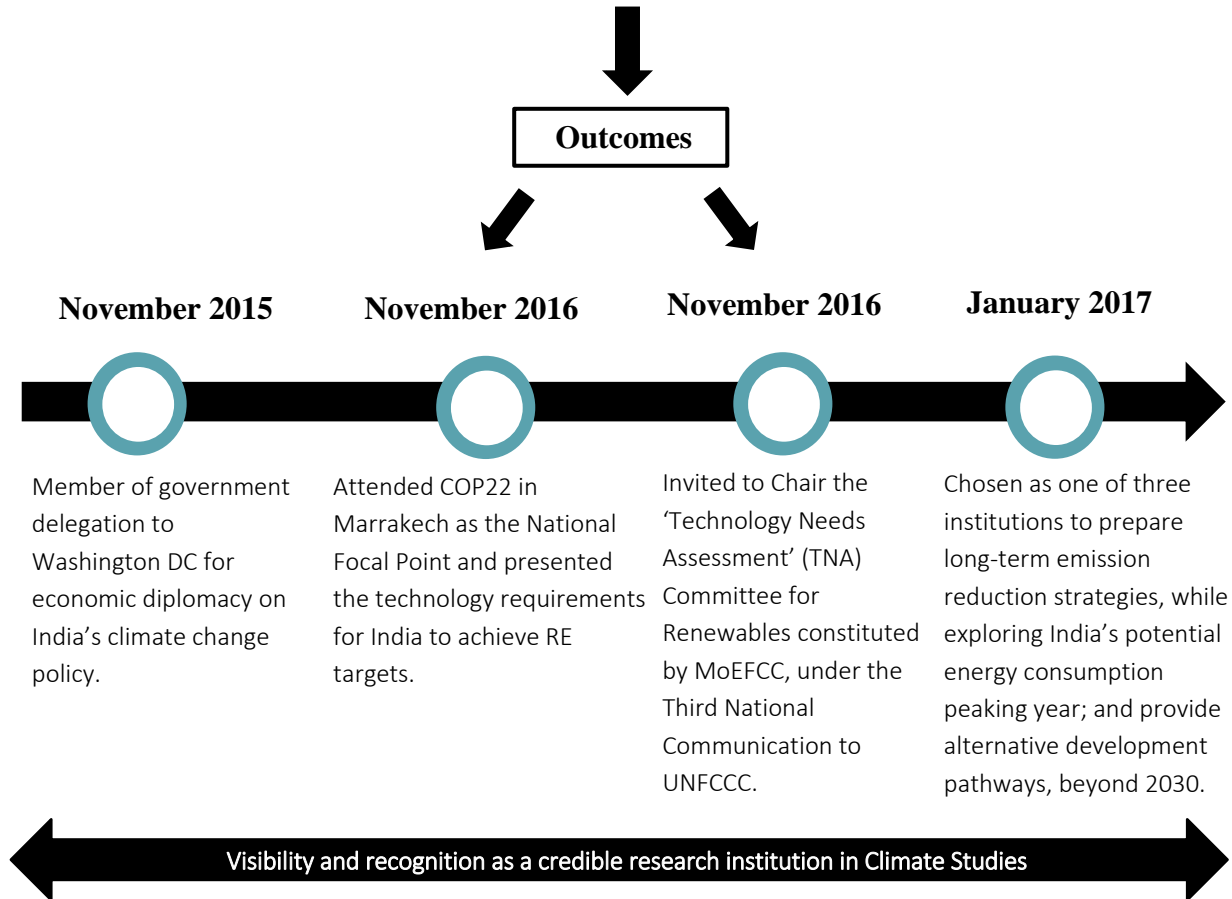 Outcomes
November 2015
November 2016
November 2016
January 2017
Member of government
delegation to
Washington DC for
economic diplomacy on
India’s climate change
policy.
Attended COP22 in
Marrakech as the National
Focal Point and presented
the technology requirements
for India to achieve RE
targets.
Invited to Chair the
‘Technology Needs
Assessment’ (TNA)
Committee for
Renewables constituted
by MoEFCC, under the
Third National
Communication to
UNFCCC.
Chosen as one of three
institutions to prepare
long-term emission
reduction strategies, while
exploring India’s potential
energy consumption
peaking year; and provide
alternative development
pathways, beyond 2030.
Visibility and recognition as a credible research institution in Climate Studies